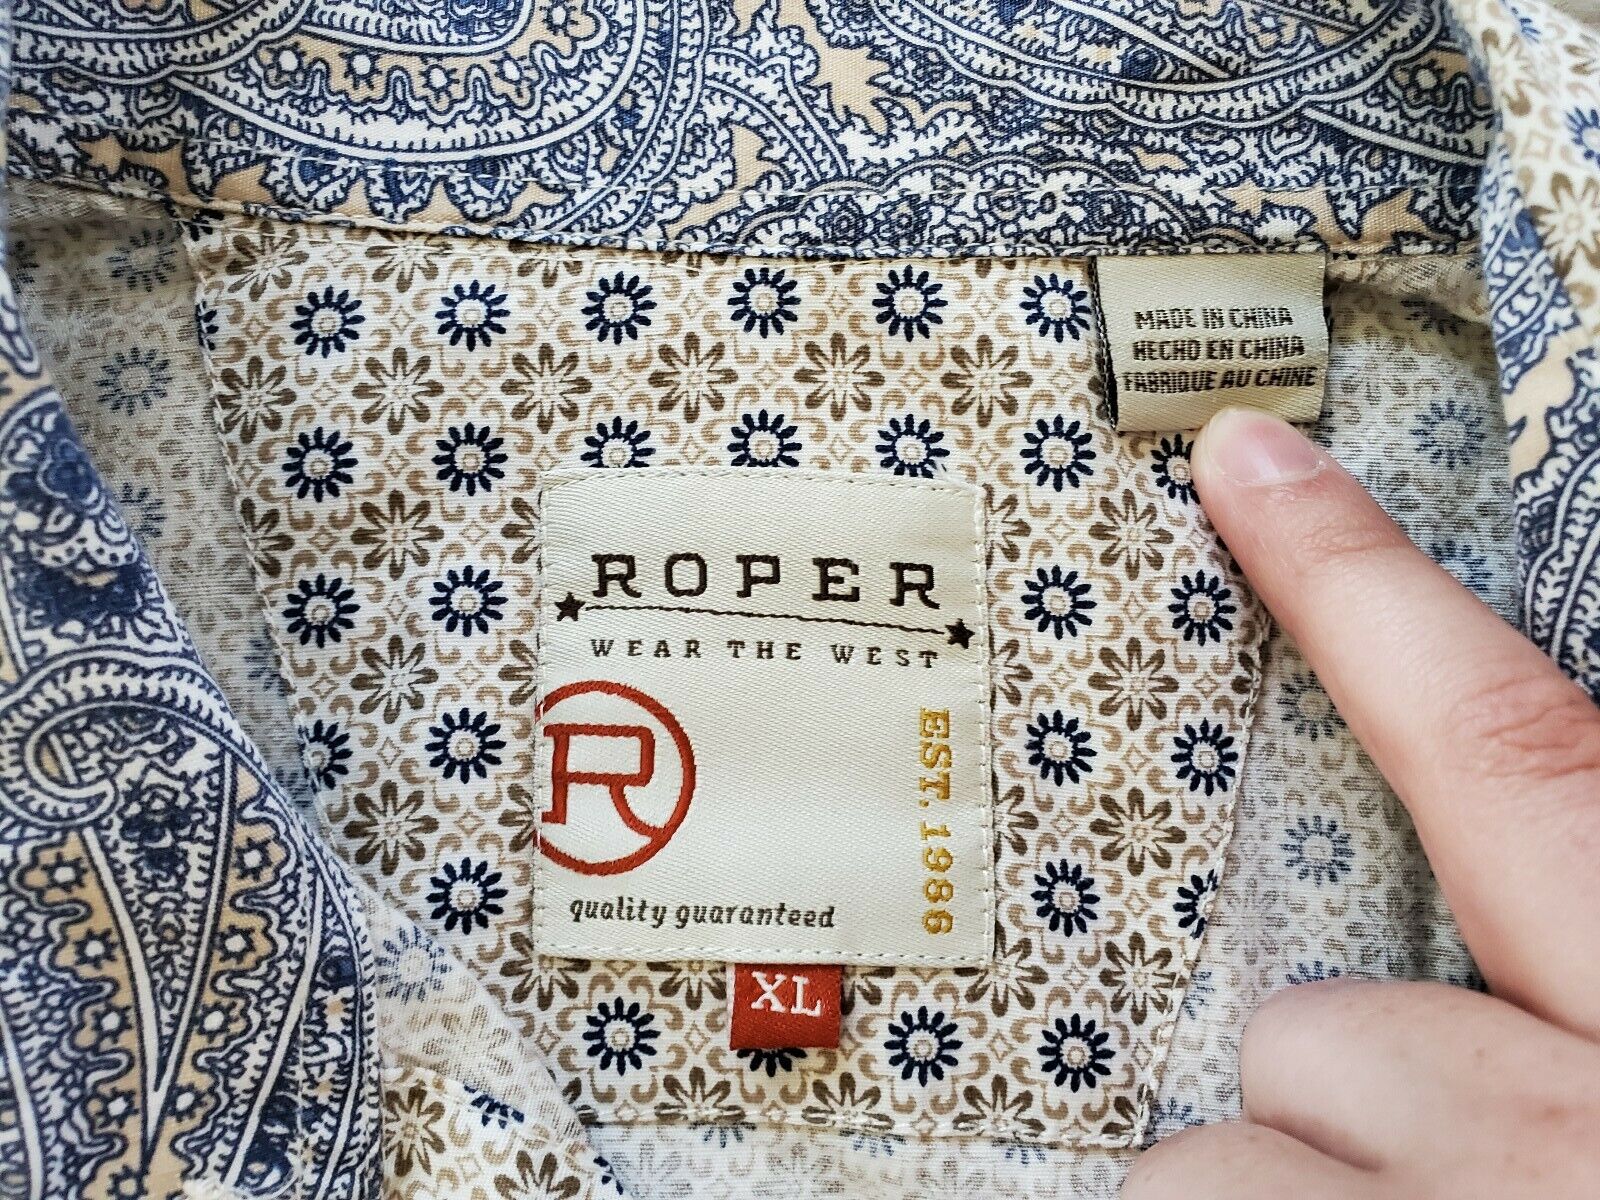 MADE IN CHINA
HECHO EN CHINA
FABRIQUE AU CHINE
ROPER
WEAR THE WEST
R
EST. 1986
quality guaranteed
XL